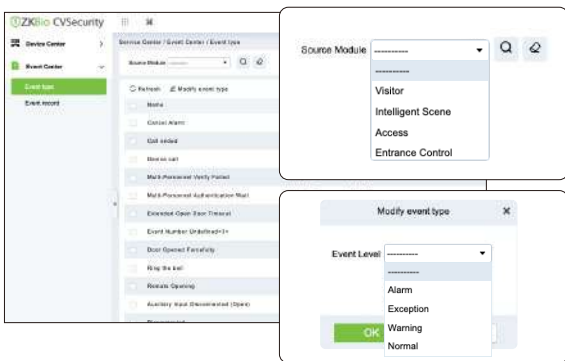 ZKBio CVSecurity
Device Center
Event Center
Event type
Event record
Service Center / Event Center / Event type
Source Module ---------
Refresh Modify event type
Name
Cancel Alarm
Call ended
Device call
Multi-Personnel Verify Failed
Multi-Personnel Authentication Wait
Extended Open Door Timeout
Event Number Undefined<3>
Door Opened Forcefully
Ring the bell
Remote Opening
Auxiliary Input Disconnected (Open)
Source Module ----------
----------
Visitor
Intelligent Scene
Access
Entrance Control
Modify event type
Event Level ----------
----------
Alarm
Exception
Warning
Normal
OK